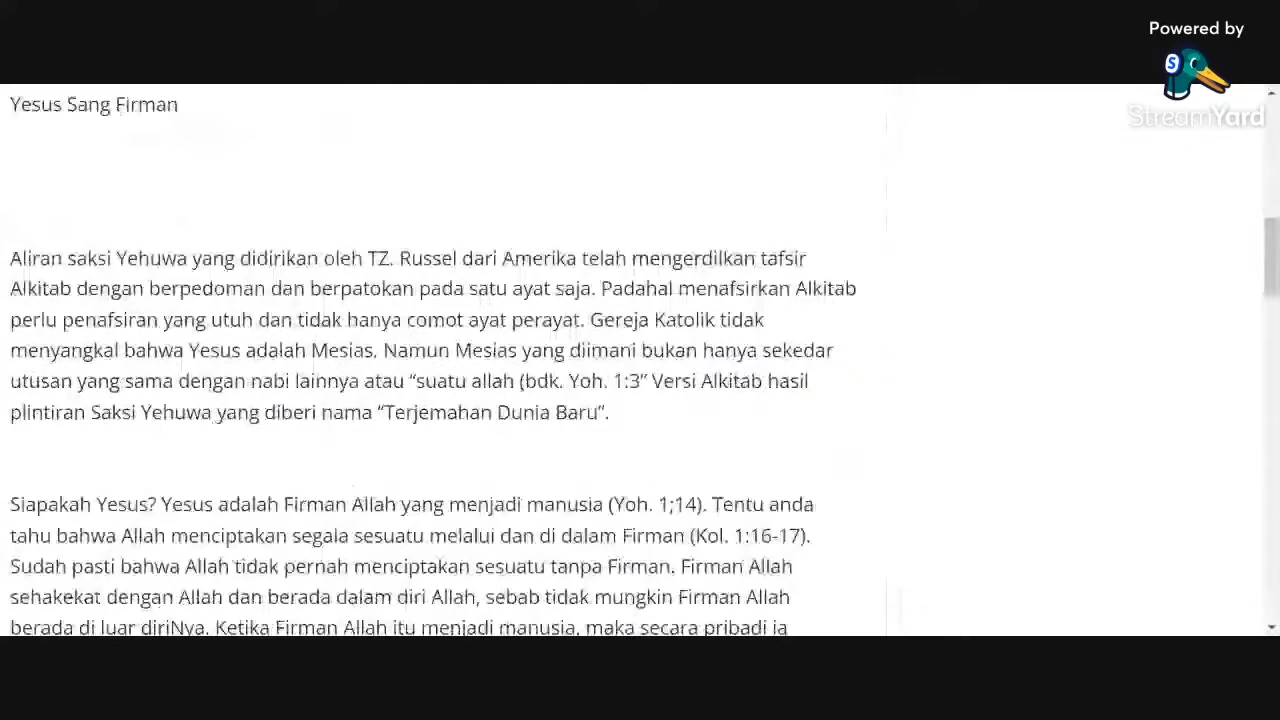 Powered by
S
StreamYard
Yesus Sang Firman
Aliran saksi Yehuwa yang didirikan oleh TZ. Russel dari Amerika telah mengerdilkan tafsir
Alkitab dengan berpedoman dan berpatokan pada satu ayat saja. Padahal menafsirkan Alkitab
perlu penafsiran yang utuh dan tidak hanya comot ayat perayat. Gereja Katolik tidak
menyangkal bahwa Yesus adalah Mesias. Namun Mesias yang diimani bukan hanya sekedar
utusan yang sama dengan nabi lainnya atau “suatu allah (bdk. Yoh. 1:3” Versi Alkitab hasil
plintiran Saksi Yehuwa yang diberi nama “Terjemahan Dunia Baru”.
Siapakah Yesus? Yesus adalah Firman Allah yang menjadi manusia (Yoh. 1;14). Tentu anda
tahu bahwa Allah menciptakan segala sesuatu melalui dan di dalam Firman (Kol. 1:16-17).
Sudah pasti bahwa Allah tidak pernah menciptakan sesuatu tanpa Firman. Firman Allah
sehakekat dengan Allah dan berada dalam diri Allah, sebab tidak mungkin Firman Allah
berada di luar diriNya. Ketika Firman Allah itu menjadi manusia, maka secara pribadi ia